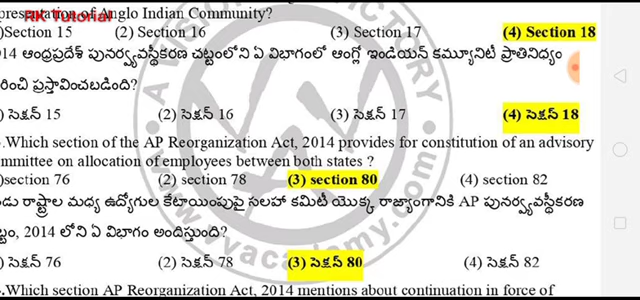 presentation of Anglo Indian Community?
RK Tutorial
)Section 15 (2) Section 16 (3) Section 17 (4) Section 18
14 ఆంధ్రప్రదేశ్ పునర్వ్యవస్థీకరణ చట్టంలోని ఏ విభాగంలో ఆంగ్లో ఇండియన్ కమ్యూనిటీ ప్రాతినిధ్యం
రించి ప్రస్తావించబడింది?
) సెక్షన్ 15 (2) సెక్షన్ 16 (3) సెక్షన్ 17 (4) సెక్షన్ 18
.Which section of the AP Reorganization Act, 2014 provides for constitution of an advisory
mmittee on allocation of employees between both states ?
)section 76 (2) section 78 (3) section 80 (4) section 82
ండు రాష్ట్రాల మధ్య ఉద్యోగుల కేటాయింపుపై సలహా కమిటీ యొక్క రాజ్యాంగానికి AP పునర్వ్యవస్థీకరణ
ట్టం, 2014 లోని ఏ విభాగం అందిస్తుంది?
) సెక్షన్ 76 (2) సెక్షన్ 78 (3) సెక్షన్ 80 (4) సెక్షన్ 82
.Which section AP Reorganization Act, 2014 mentions about continuation in force of